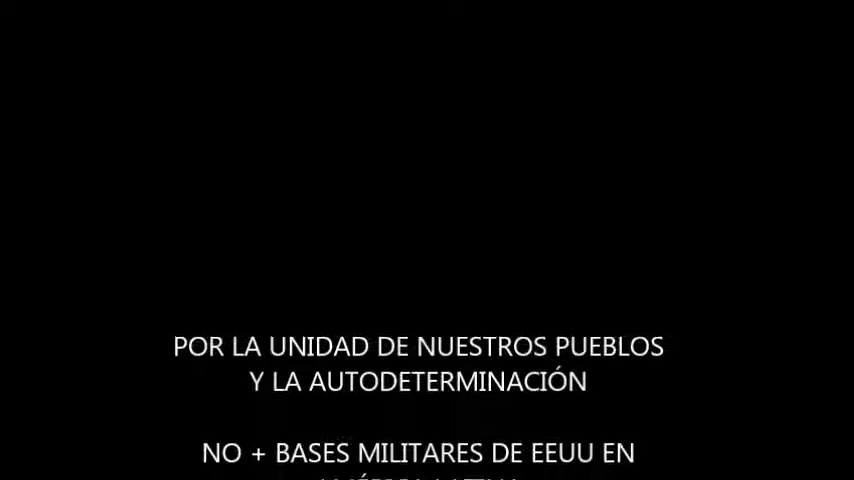 POR LA UNIDAD DE NUESTROS PUEBLOS
Y LA AUTODETERMINACIÓN
NO + BASES MILITARES DE EEUU EN